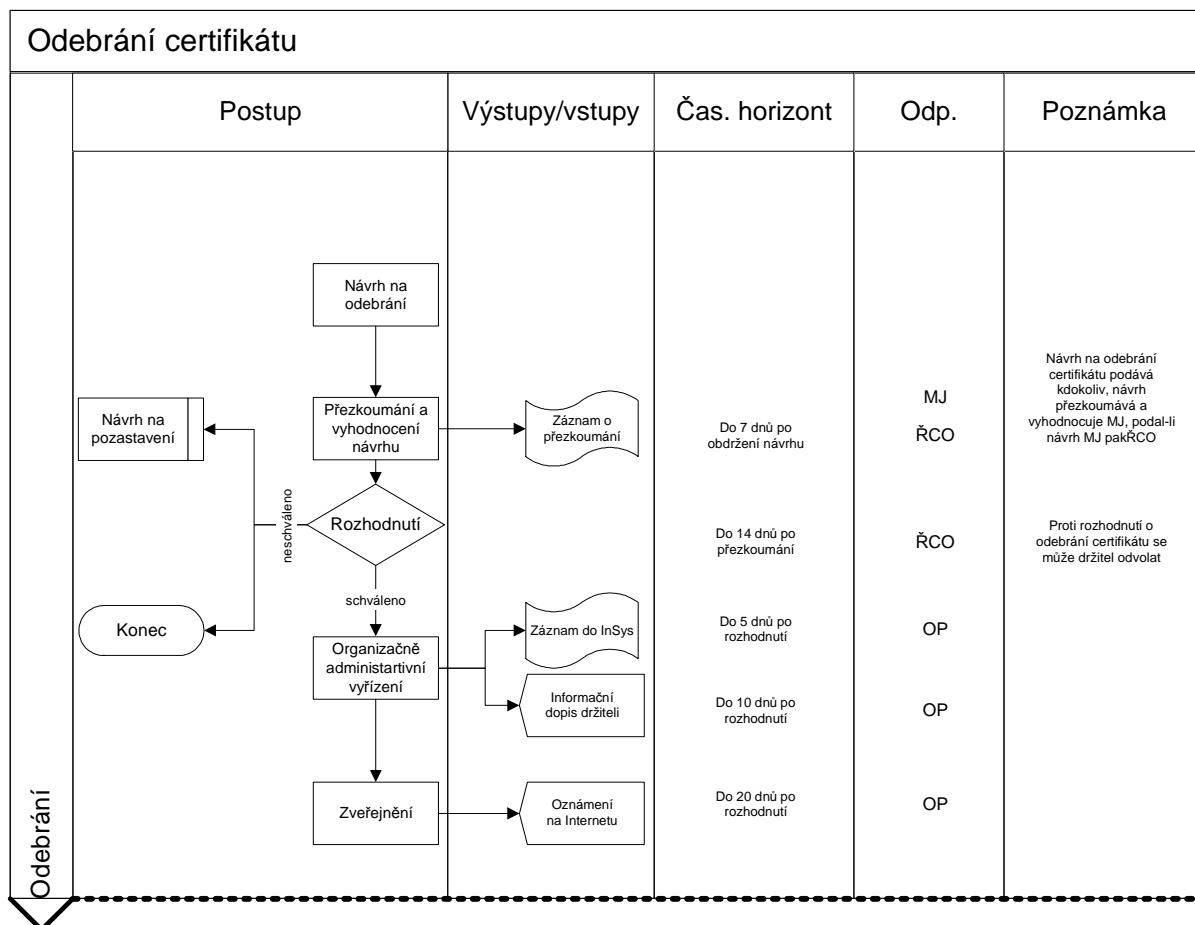 Odebrání certifikátu
Postup
Výstupy/vstupy
Čas. horizont
Odp.
Poznámka
Návrh na
odebrání
Návrh na
pozastavení
Přezkoumání a
vyhodnocení
návrhu
Záznam o
přezkoumání
Do 7 dnů po
obdržení návrhu
MJ
ŘCO
Návrh na odebrání
certifikátu podává
kdokoliv, návrh
přezkoumává a
vyhodnocuje MJ, podal-li
návrh MJ pakŘCO
neschváleno
Rozhodnutí
Do 14 dnů po
přezkoumání
ŘCO
Proti rozhodnutí o
odebrání certifikátu se
může držitel odvolat
schváleno
Konec
Organizačně
administartivní
vyřízení
Záznam do InSys
Do 5 dnů po
rozhodnutí
OP
Informační
dopis držiteli
Do 10 dnů po
rozhodnutí
OP
Zveřejnění
Oznámení
na Internetu
Do 20 dnů po
rozhodnutí
OP
Odebrání